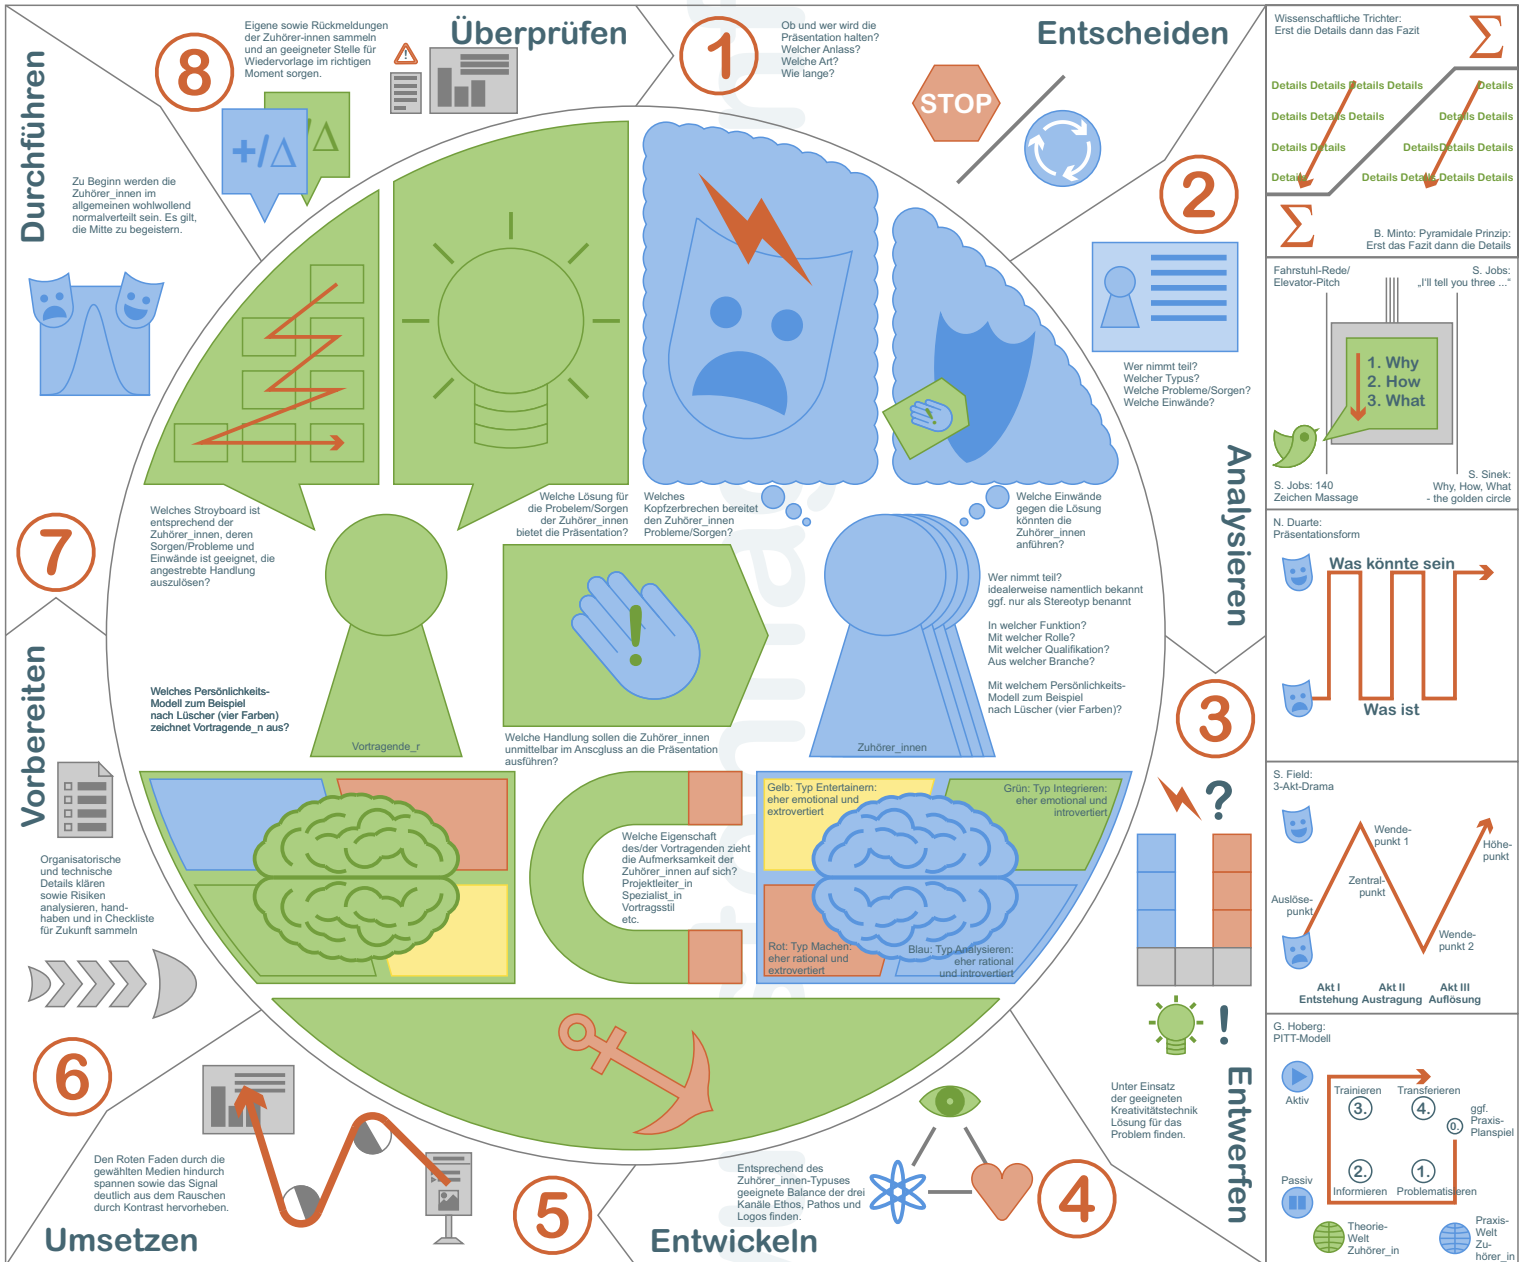 Überprüfen
8
Eigene sowie Rückmeldungen
der Zuhörer-innen sammeln
und an geeigneter Stelle für
Wiedervorlage im richtigen
Moment sorgen.
!
+/Δ
Δ
1
Ob und wer wird die
Präsentation halten?
Welcher Anlass?
Welche Art?
Wie lange?
Entscheiden
STOP
2
Wer nimmt teil?
Welcher Typus?
Welche Probleme/Sorgen?
Welche Einwände?
Analysieren
Durchführen
Zu Beginn werden die
Zuhörer_innen im
allgemeinen wohlwollend
normalverteilt sein. Es gilt,
die Mitte zu begeistern.
7
Welches Stroyboard ist
entsprechend der
Zuhörer_innen, deren
Sorgen/Probleme und
Einwände ist geeignet, die
angestrebte Handlung
auszulösen?
Welche Lösung für
die Probelem/Sorgen
der Zuhörer_innen
bietet die Präsentation?
Welches
Kopfzerbrechen bereitet
den Zuhörer_innen
Probleme/Sorgen?
!
Welche Einwände
gegen die Lösung
könnten die
Zuhörer_innen
anführen?
Wer nimmt teil?
idealerweise namentlich bekannt
ggf. nur als Stereotyp benannt
In welcher Funktion?
Mit welcher Rolle?
Mit welcher Qualifikation?
Aus welcher Branche?
Mit welchem Persönlichkeits-
Modell zum Beispiel
nach Lüscher (vier Farben)?
Welches Persönlichkeits-
Modell zum Beispiel
nach Lüscher (vier Farben)
zeichnet Vortragende_n aus?
Vortragende_r
!
Welche Handlung sollen die Zuhörer_innen
unmittelbar im Anscgluss an die Präsentation
ausführen?
Zuhörer_innen
Welche Eigenschaft
des/der Vortragenden zieht
die Aufmerksamkeit der
Zuhörer_innen auf sich?
Projektleiter_in
Spezialist_in
Vortragsstil
etc.
Gelb: Typ Entertainern:
eher emotional und
extrovertiert
Grün: Typ Integrieren:
eher emotional und
introvertiert
Rot: Typ Machen:
eher rational und
extrovertiert
Blau: Typ Analysieren:
eher rational
und introvertiert
3
?
!
Unter Einsatz
der geeigneten
Kreativitätstechnik
Lösung für das
Problem finden.
Entwerfen
4
Entsprechend des
Zuhörer_innen-Typuses
geeignete Balance der drei
Kanäle Ethos, Pathos und
Logos finden.
Entwickeln
5
Den Roten Faden durch die
gewählten Medien hindurch
spannen sowie das Signal
deutlich aus dem Rauschen
durch Kontrast hervorheben.
Umsetzen
6
Vorbereiten
Organisatorische
und technische
Details klären
sowie Risiken
analysieren, hand-
haben und in Checkliste
für Zukunft sammeln
Wissenschaftliche Trichter:
Erst die Details dann das Fazit
Σ
Details Details Details Details Details
Details Details Details Details Details
Details Details Details Details Details
Details Details Details Details Details
Σ
B. Minto: Pyramidale Prinzip:
Erst das Fazit dann die Details
Fahrstuhl-Rede/
Elevator-Pitch
S. Jobs:
„I'll tell you three ..."
1. Why
2. How
3. What
S. Jobs: 140
Zeichen Massage
S. Sinek:
Why, How, What
- the golden circle
N. Duarte:
Präsentationsform
Was könnte sein
Was ist
S. Field:
3-Akt-Drama
Wende-
punkt 1
Höhe-
punkt
Zentral-
punkt
Auslöse-
punkt
Wende-
punkt 2
Akt I Akt II Akt III
Entstehung Austragung Auflösung
G. Hoberg:
PITT-Modell
Aktiv
Trainieren Transferieren
3. 4.
0.
ggf.
Praxis-
Planspiel
2. 1.
Passiv
Informieren Problematisieren
Theorie-
Welt
Zuhörer_in
Praxis-
Welt
Zu-
hörer_in